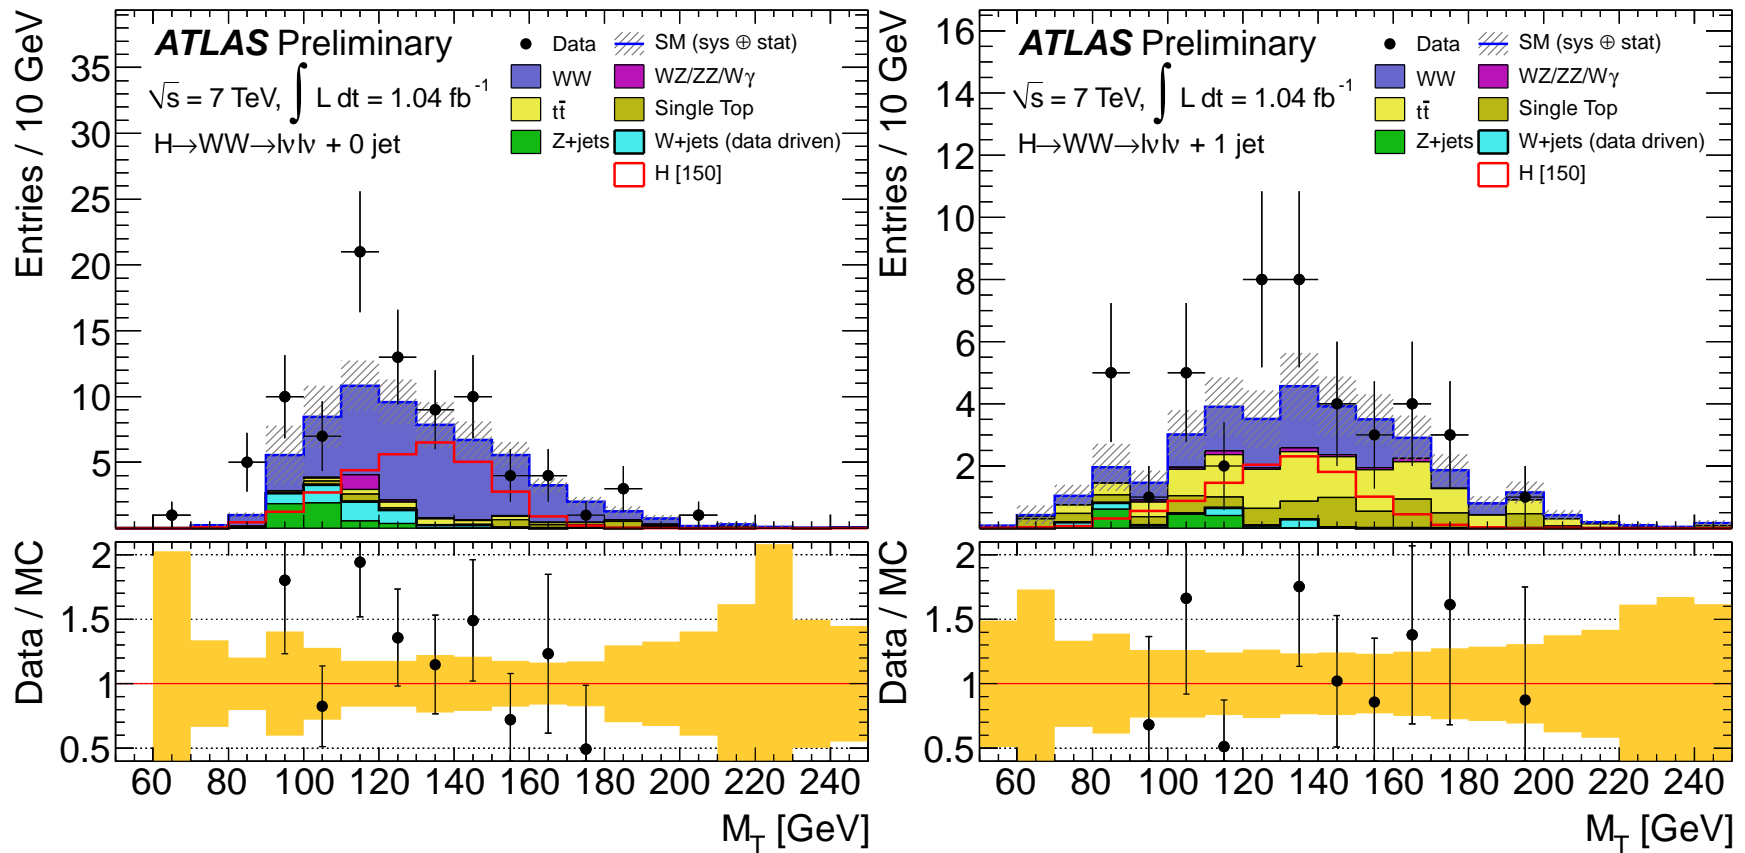 ATLAS Preliminary
√s = 7 TeV, ∫ L dt = 1.04 fb⁻¹
H→WW→lνlν + 0 jet
Data
SM (sys ⊕ stat)
WW
WZ/ZZ/Wγ
tt̄
Single Top
Z+jets
W+jets (data driven)
H [150]
Entries / 10 GeV
35
30
25
20
15
10
5
Data / MC
2
1.5
1
0.5
60 80 100 120 140 160 180 200 220 240
M_T [GeV]
ATLAS Preliminary
√s = 7 TeV, ∫ L dt = 1.04 fb⁻¹
H→WW→lνlν + 1 jet
Data
SM (sys ⊕ stat)
WW
WZ/ZZ/Wγ
tt̄
Single Top
Z+jets
W+jets (data driven)
H [150]
Entries / 10 GeV
16
14
12
10
8
6
4
2
Data / MC
2
1.5
1
0.5
60 80 100 120 140 160 180 200 220 240
M_T [GeV]